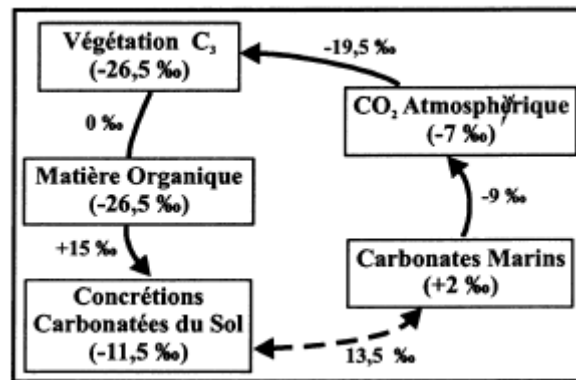 Végétation C₃
(-26,5 ‰)
-19,5 ‰
CO₂ Atmosphérique
(-7 ‰)
0 ‰
Matière Organique
(-26,5 ‰)
-9 ‰
+15 ‰
Carbonates Marins
(+2 ‰)
Concrétions
Carbonatées du Sol
(-11,5 ‰)
13,5 ‰